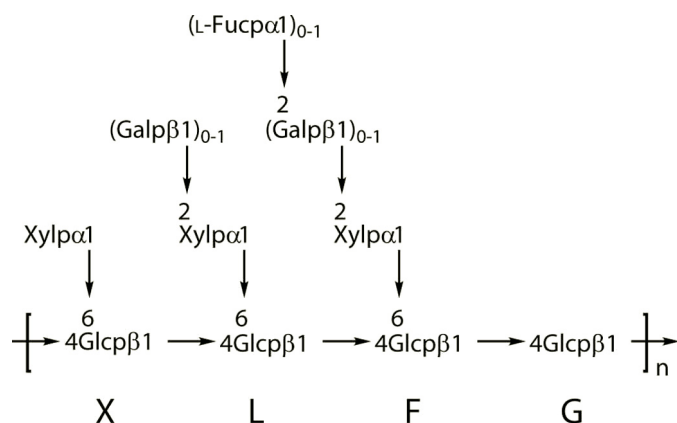 (L-Fucpα1)0-1
2
(Galpβ1)0-1 (Galpβ1)0-1
2 2
Xylpα1 Xylpα1 Xylpα1
6 6 6
4Glcpβ1 4Glcpβ1 4Glcpβ1 4Glcpβ1
n
X L F G